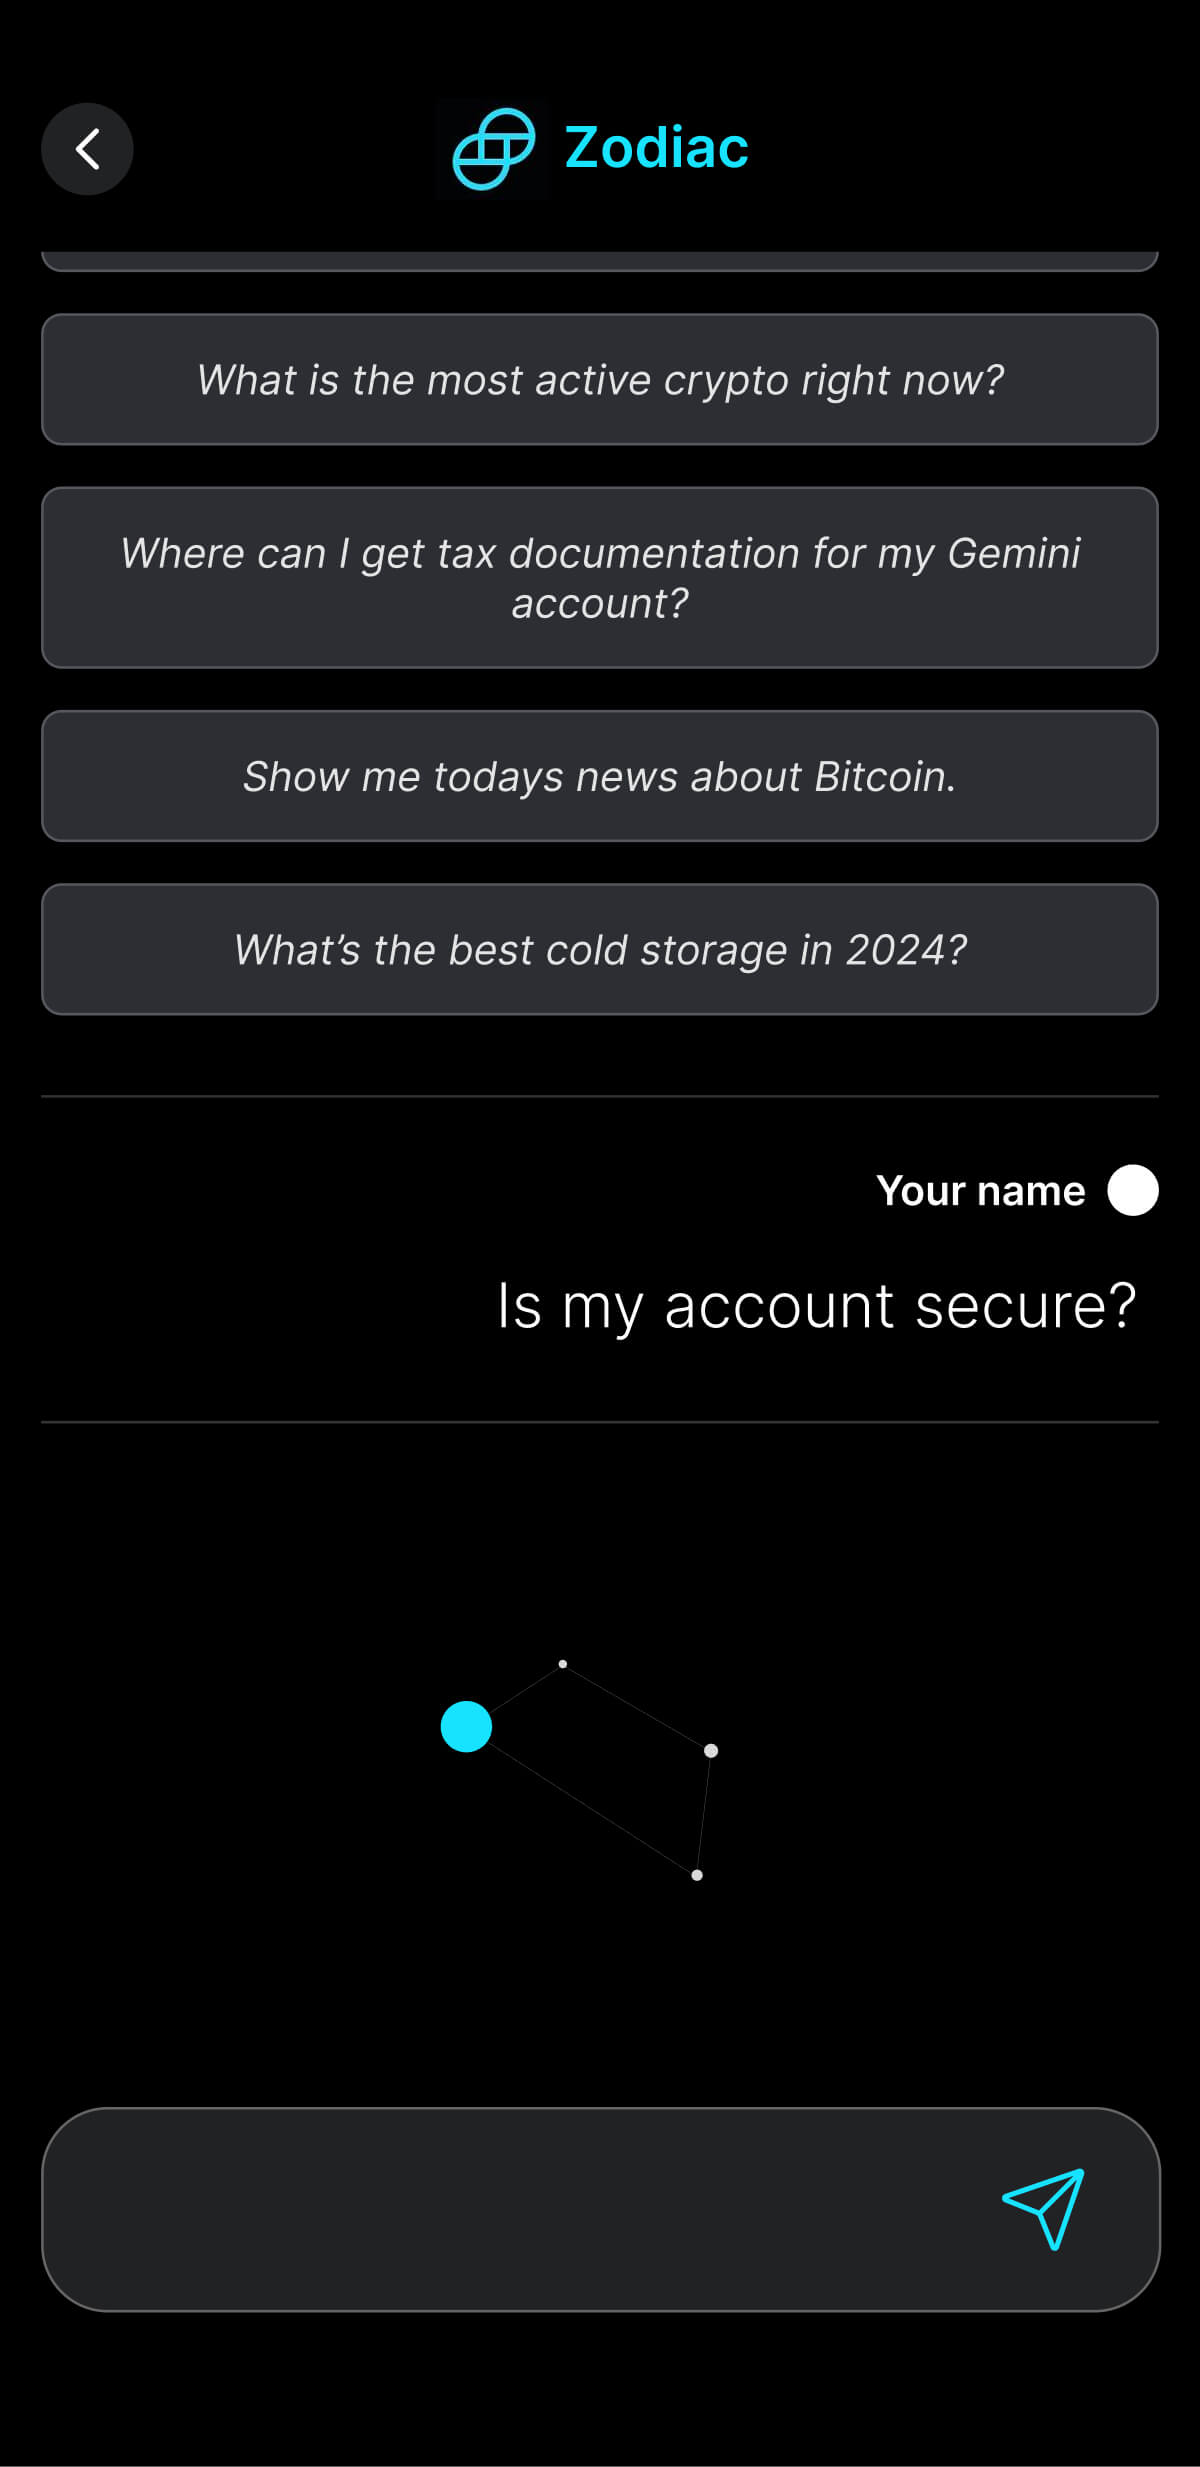 Zodiac
What is the most active crypto right now?
Where can I get tax documentation for my Gemini
account?
Show me todays news about Bitcoin.
What’s the best cold storage in 2024?
Your name
Is my account secure?